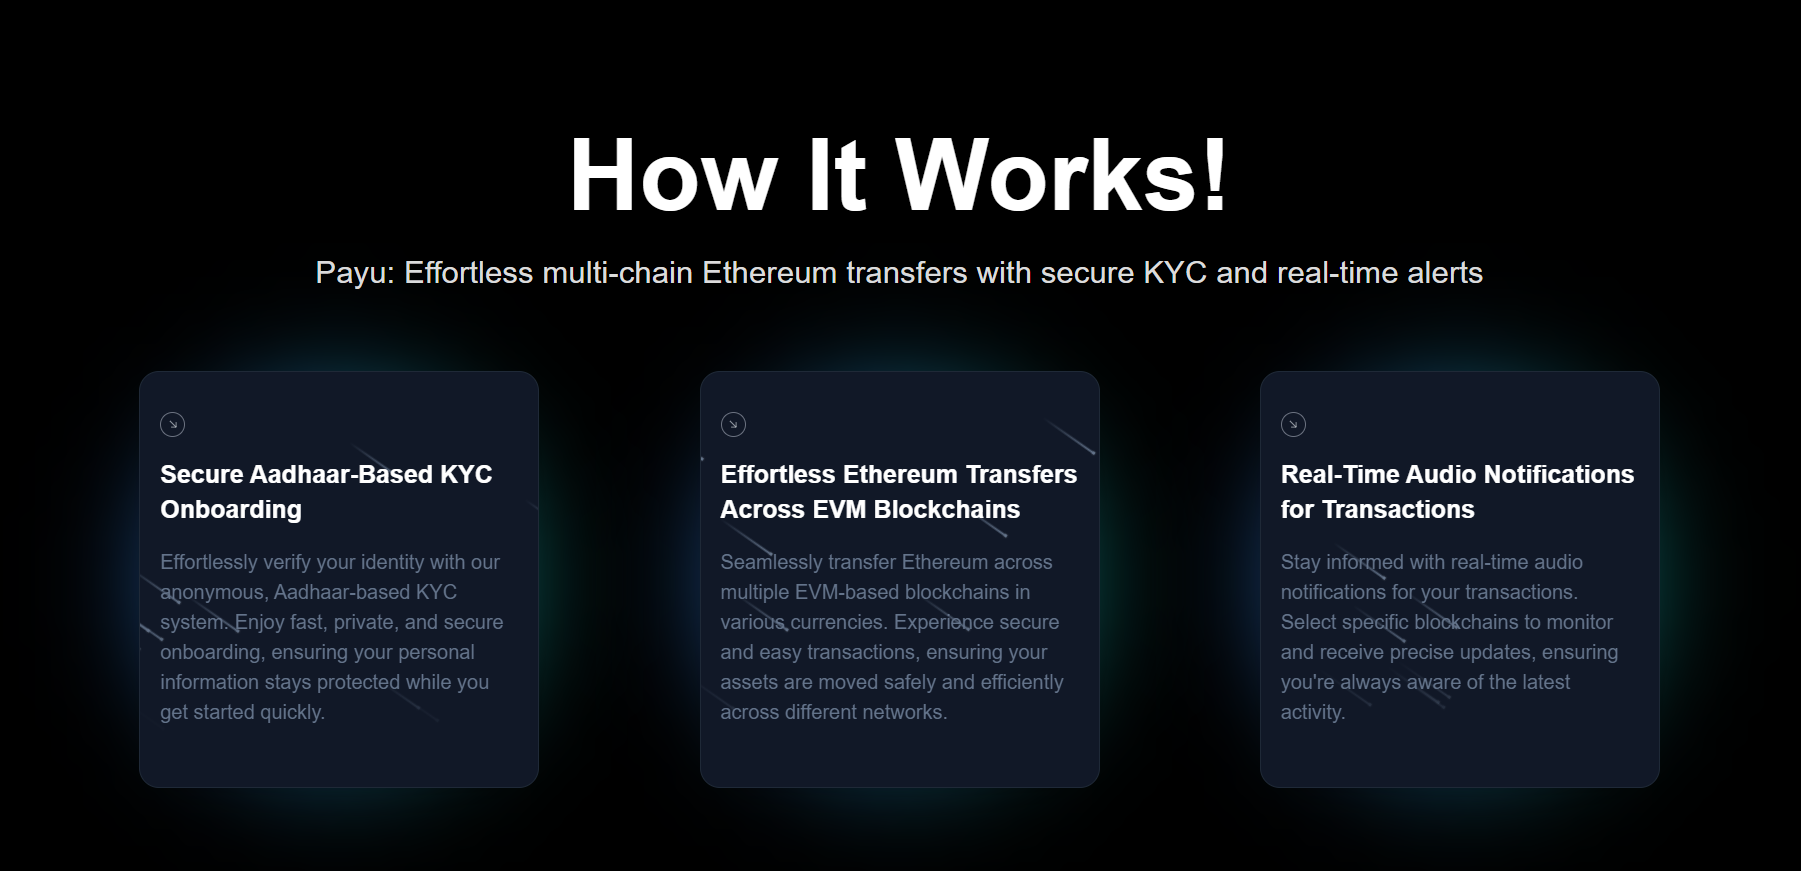 How It Works!
Payu: Effortless multi-chain Ethereum transfers with secure KYC and real-time alerts
Secure Aadhaar-Based KYC
Onboarding
Effortlessly verify your identity with our
anonymous, Aadhaar-based KYC
system. Enjoy fast, private, and secure
onboarding, ensuring your personal
information stays protected while you
get started quickly.
Effortless Ethereum Transfers
Across EVM Blockchains
Seamlessly transfer Ethereum across
multiple EVM-based blockchains in
various currencies. Experience secure
and easy transactions, ensuring your
assets are moved safely and efficiently
across different networks.
Real-Time Audio Notifications
for Transactions
Stay informed with real-time audio
notifications for your transactions.
Select specific blockchains to monitor
and receive precise updates, ensuring
you're always aware of the latest
activity.